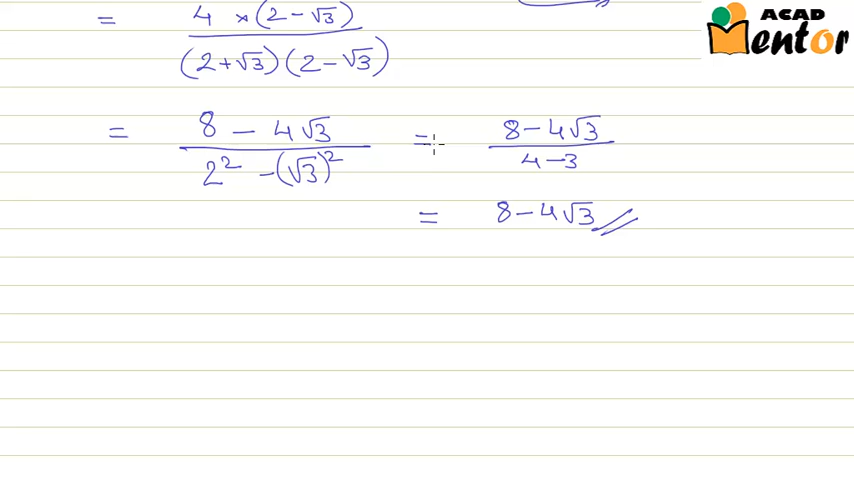 = 4 × (2 - √3)
(2 + √3) (2 - √3)
ACAD
Mentor
= 8 - 4√3 / 2² - (√3)² = 8 - 4√3 / 4 - 3
= 8 - 4√3